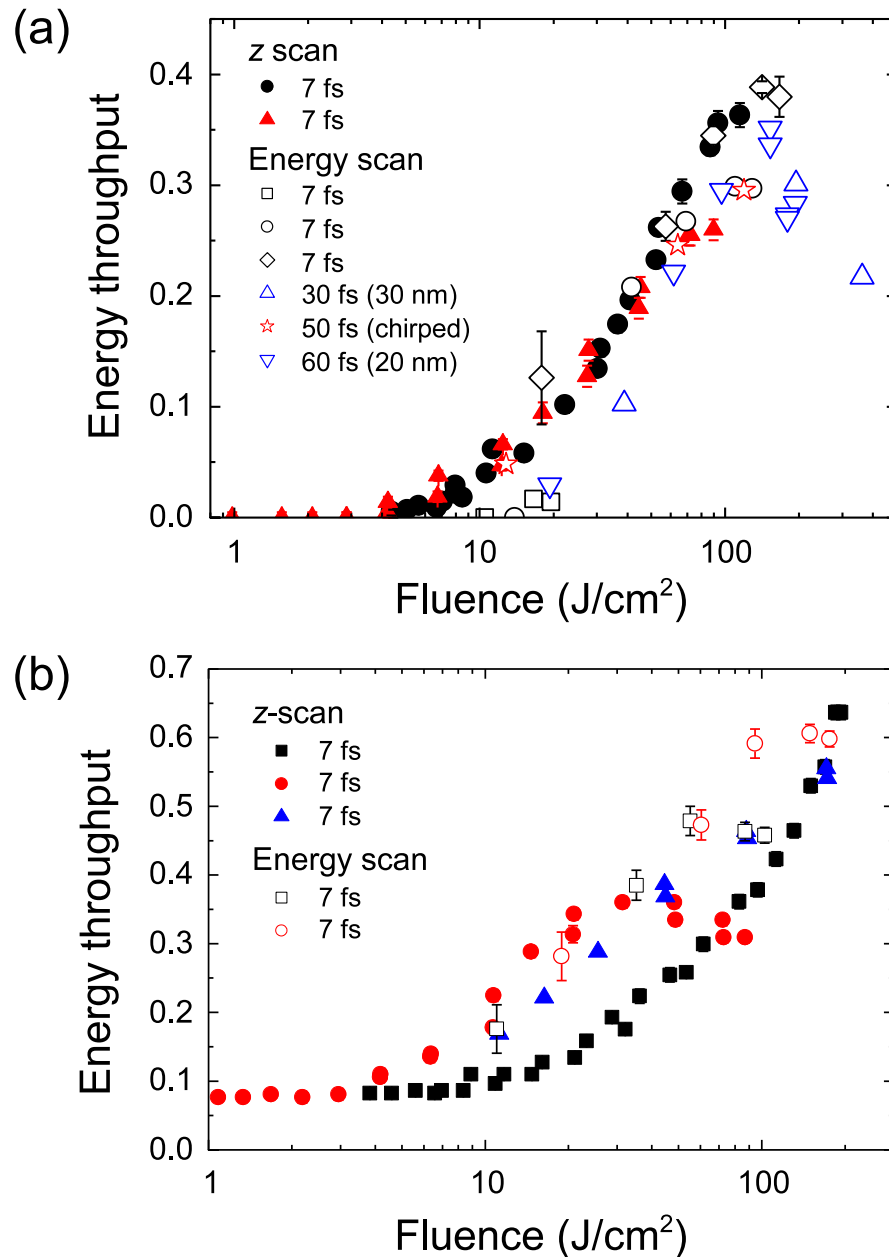 (a)
z scan
7 fs
7 fs
Energy scan
7 fs
7 fs
7 fs
30 fs (30 nm)
50 fs (chirped)
60 fs (20 nm)
Energy throughput
0.4
0.3
0.2
0.1
0.0
1
10
100
Fluence (J/cm²)
(b)
z-scan
7 fs
7 fs
7 fs
Energy scan
7 fs
7 fs
Energy throughput
0.7
0.6
0.5
0.4
0.3
0.2
0.1
0.0
1
10
100
Fluence (J/cm²)